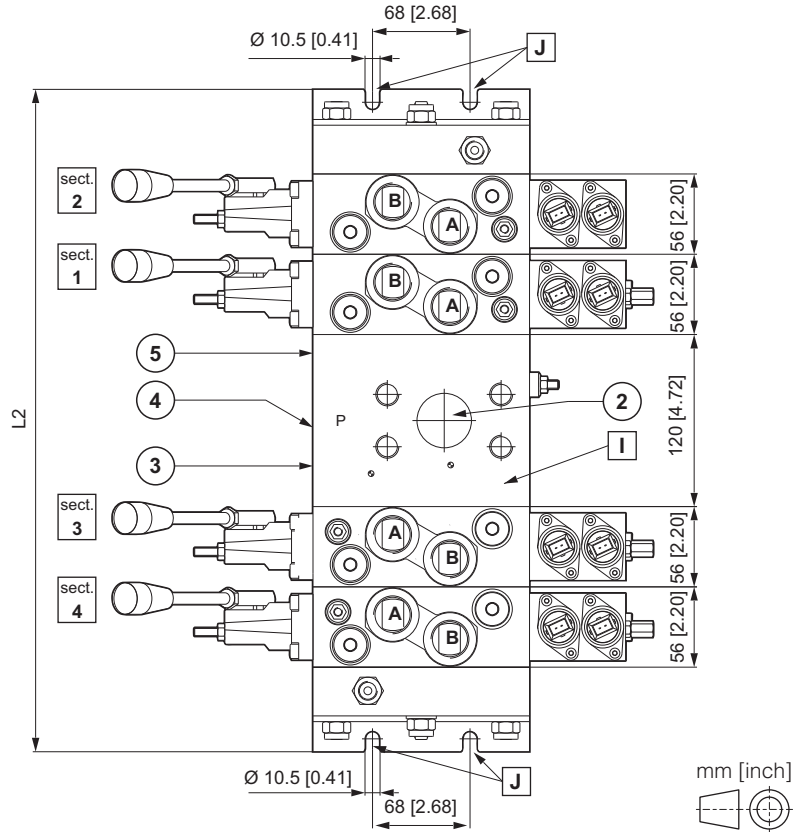 68 [2.68]
Ø 10.5 [0.41]
J
sect.
2
B
A
56 [2.20]
sect.
1
B
A
56 [2.20]
5
4
P
2
120 [4.72]
L2
3
I
sect.
3
A
B
56 [2.20]
sect.
4
A
B
56 [2.20]
Ø 10.5 [0.41]
J
68 [2.68]
mm [inch]